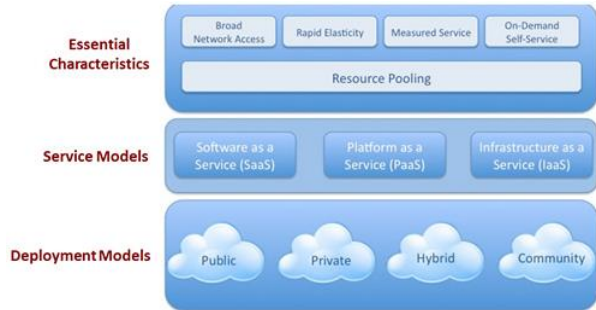 Essential
Characteristics
Broad
Network Access
Rapid Elasticity
Measured Service
On-Demand
Self-Service
Resource Pooling
Service Models
Software as a
Service (SaaS)
Platform as a
Service (PaaS)
Infrastructure as a
Service (IaaS)
Deployment Models
Public
Private
Hybrid
Community